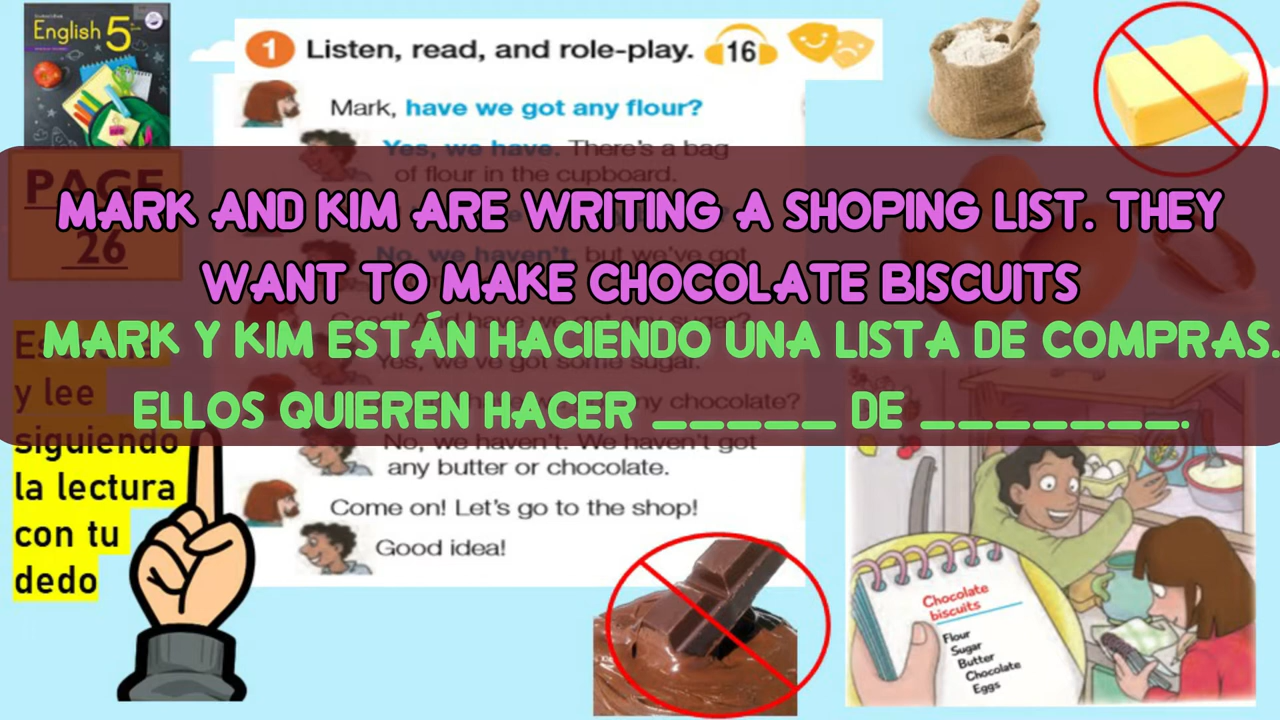 English 5
1 Listen, read, and role-play. 16
Mark, have we got any flour?
Yes, we have. There's a bag
of flour in the cupboard.
PAGE
26
MARK AND KIM ARE WRITING A SHOPING LIST. THEY
WANT TO MAKE CHOCOLATE BISCUITS
MARK Y KIM ESTÁN HACIENDO UNA LISTA DE COMPRAS.
ELLOS QUIEREN HACER _____ DE _______.
No, we haven't, but we've got
Good! And have we got any sugar?
Yes, we've got some sugar.
any chocolate?
No, we haven't. We haven't got
any butter or chocolate.
Come on! Let's go to the shop!
Good idea!
y lee
siguiendo
la lectura
con tu
dedo
Chocolate
biscuits
Flour
Sugar
Butter
Chocolate
Eggs